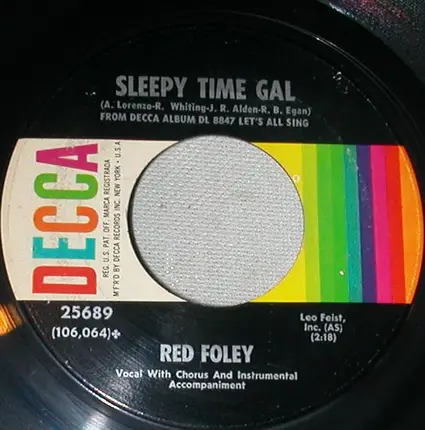 SLEEPY TIME GAL
(A. Lorenzo-R. Whiting-J. R. Alden-R. B. Egan)
FROM DECCA ALBUM DL 8847 LET'S ALL SING
DECCA
REG. U.S. PAT. OFF. MARCA REGISTRADA
M'F'R'D BY DECCA RECORDS INC. NEW YORK • U.S.A
25689
(106,064)✤
Leo Feist,
Inc. (AS)
(2:18)
RED FOLEY
Vocal With Chorus And Instrumental
Accompaniment